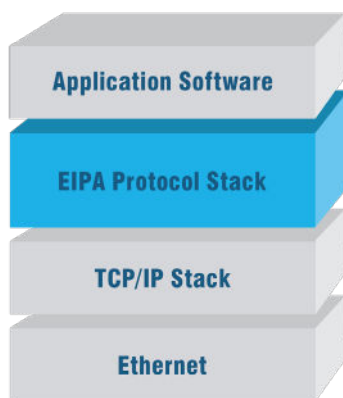 Application Software
EIPA Protocol Stack
TCP/IP Stack
Ethernet